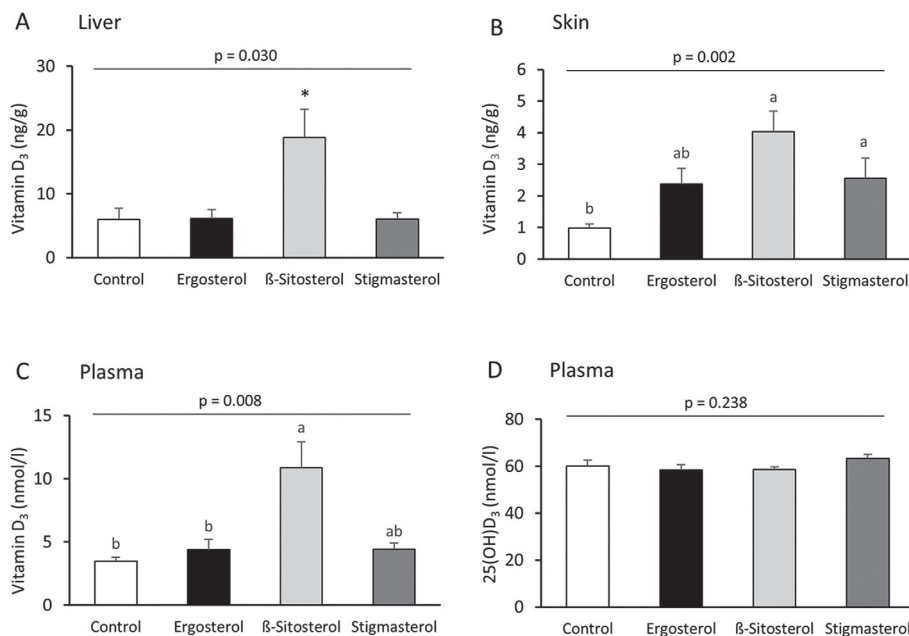 A Liver
p = 0.030
Vitamin D₃ (ng/g)
30
20
10
0
*
Control Ergosterol ß-Sitosterol Stigmasterol
B Skin
p = 0.002
Vitamin D₃ (ng/g)
6
5
4
3
2
1
0
b ab a a
Control Ergosterol ß-Sitosterol Stigmasterol
C Plasma
p = 0.008
Vitamin D₃ (nmol/l)
15
10
5
0
b b a ab
Control Ergosterol ß-Sitosterol Stigmasterol
D Plasma
p = 0.238
25(OH)D₃ (nmol/l)
80
60
40
20
0
Control Ergosterol ß-Sitosterol Stigmasterol